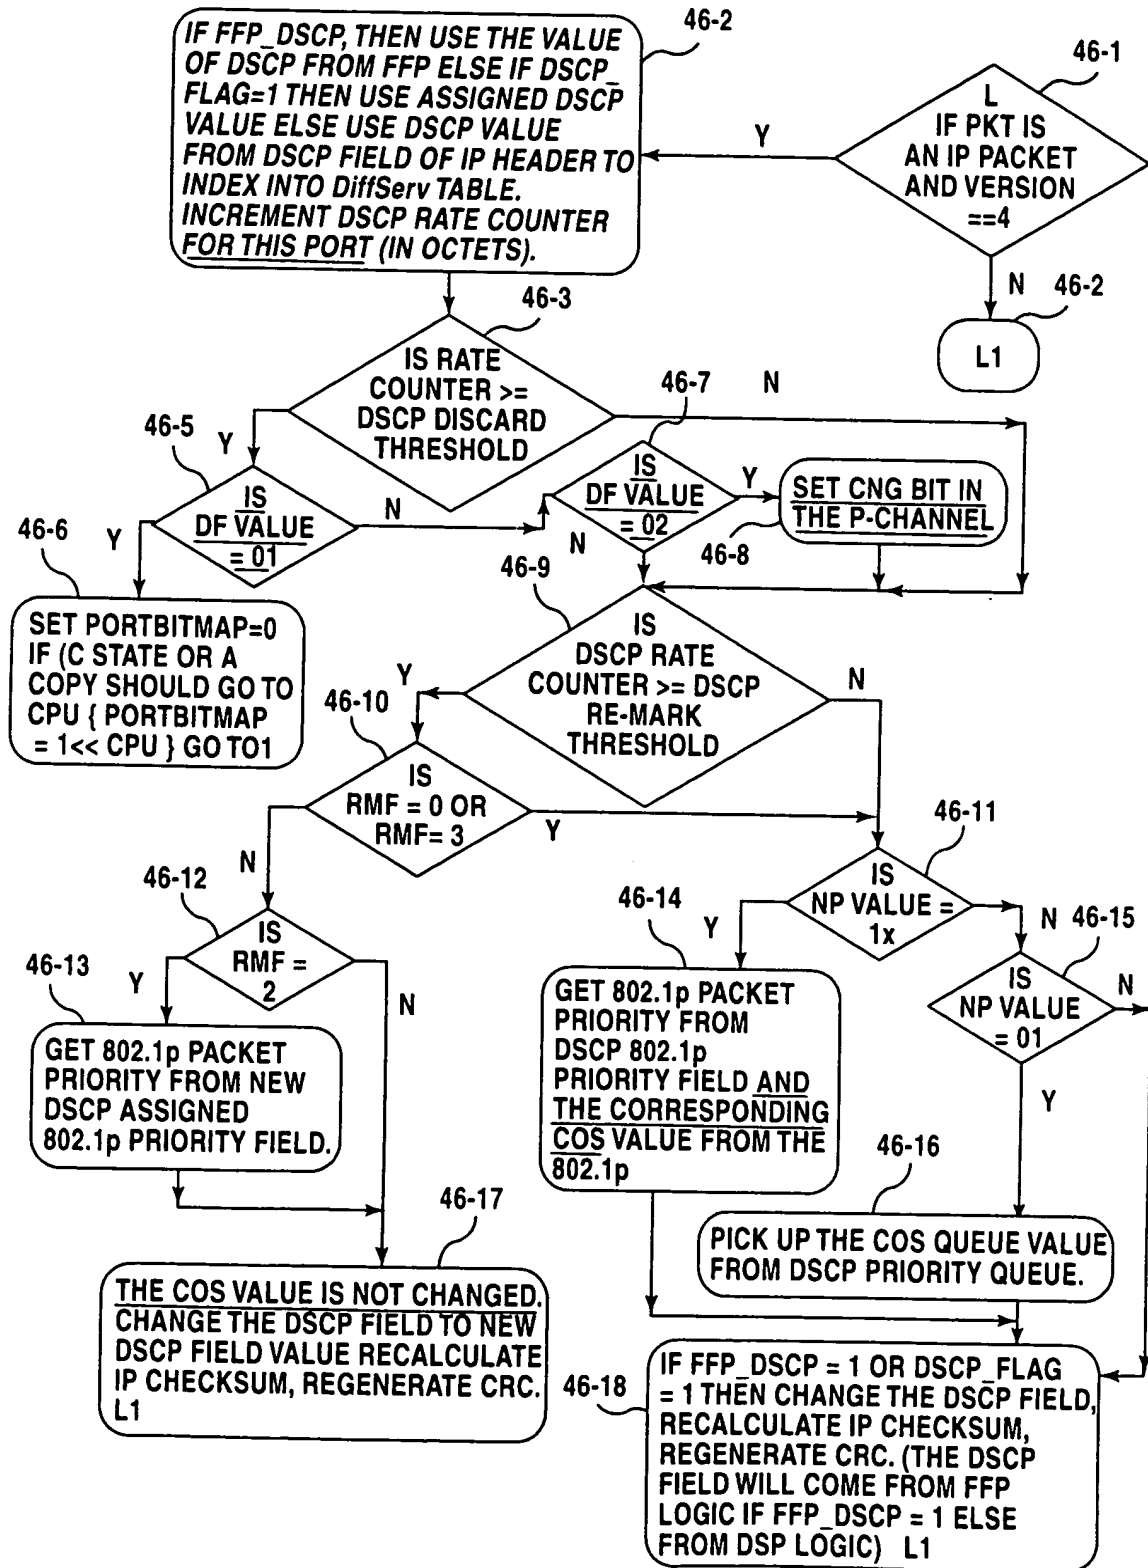 46-2
IF FFP_DSCP, THEN USE THE VALUE
OF DSCP FROM FFP ELSE IF DSCP_
FLAG=1 THEN USE ASSIGNED DSCP
VALUE ELSE USE DSCP VALUE
FROM DSCP FIELD OF IP HEADER TO
INDEX INTO DiffServ TABLE.
INCREMENT DSCP RATE COUNTER
FOR THIS PORT (IN OCTETS).
46-1
L
IF PKT IS
AN IP PACKET
AND VERSION
==4
Y
N
46-2
L1
46-3
IS RATE
COUNTER >=
DSCP DISCARD
THRESHOLD
Y
N
46-5
IS
DF VALUE
= 01
Y
N
46-7
IS
DF VALUE
= 02
Y
N
46-8
SET CNG BIT IN
THE P-CHANNEL
46-6
SET PORTBITMAP=0
IF (C STATE OR A
COPY SHOULD GO TO
CPU { PORTBITMAP
= 1<< CPU } GO TO1
46-9
IS
DSCP RATE
COUNTER >= DSCP
RE-MARK
THRESHOLD
Y
N
46-10
IS
RMF = 0 OR
RMF= 3
Y
N
46-11
IS
NP VALUE =
1x
Y
N
46-12
IS
RMF =
2
Y
N
46-13
GET 802.1p PACKET
PRIORITY FROM NEW
DSCP ASSIGNED
802.1p PRIORITY FIELD.
46-14
GET 802.1p PACKET
PRIORITY FROM
DSCP 802.1p
PRIORITY FIELD AND
THE CORRESPONDING
COS VALUE FROM THE
802.1p
46-15
IS
NP VALUE
= 01
N
Y
46-16
PICK UP THE COS QUEUE VALUE
FROM DSCP PRIORITY QUEUE.
46-17
THE COS VALUE IS NOT CHANGED.
CHANGE THE DSCP FIELD TO NEW
DSCP FIELD VALUE RECALCULATE
IP CHECKSUM, REGENERATE CRC.
L1
46-18
IF FFP_DSCP = 1 OR DSCP_FLAG
= 1 THEN CHANGE THE DSCP FIELD,
RECALCULATE IP CHECKSUM,
REGENERATE CRC. (THE DSCP
FIELD WILL COME FROM FFP
LOGIC IF FFP_DSCP = 1 ELSE
FROM DSP LOGIC) L1